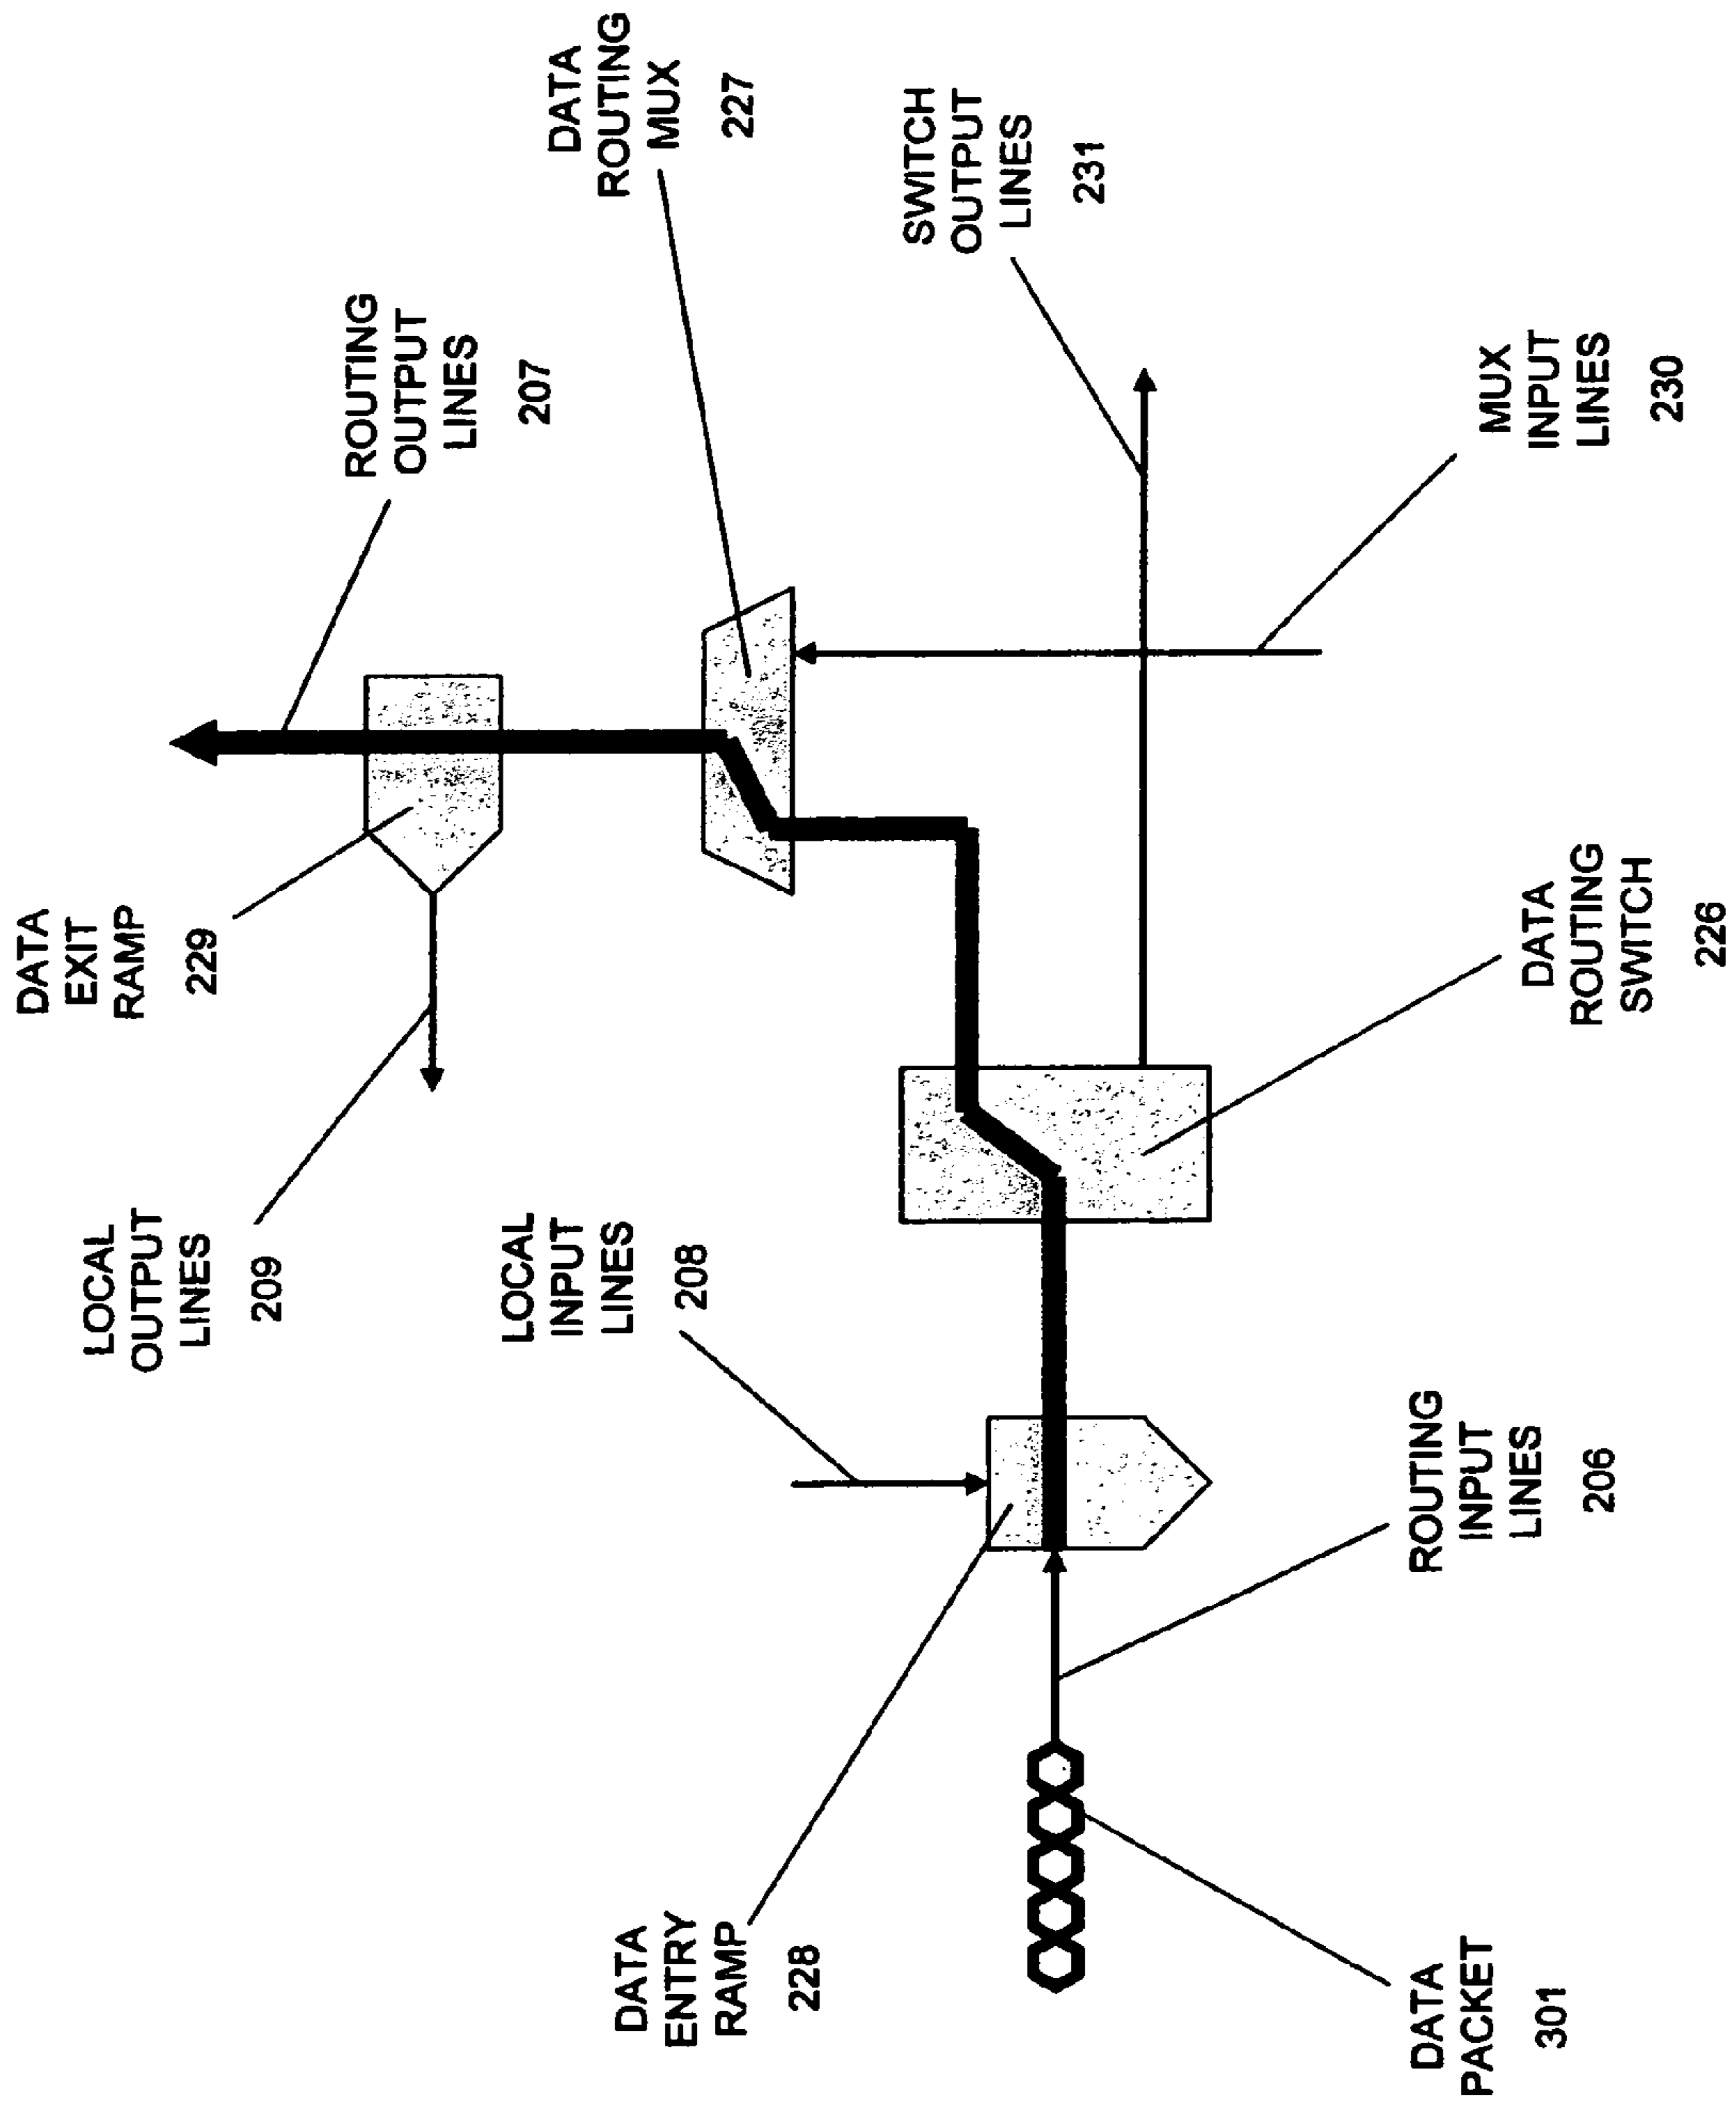 DATA
EXIT
RAMP
229
ROUTING
OUTPUT
LINES
207
DATA
ROUTING
MUX
227
LOCAL
OUTPUT
LINES
209
LOCAL
INPUT
LINES
208
SWITCH
OUTPUT
LINES
231
DATA
ENTRY
RAMP
228
DATA
PACKET
301
ROUTING
INPUT
LINES
206
DATA
ROUTING
SWITCH
226
MUX
INPUT
LINES
230